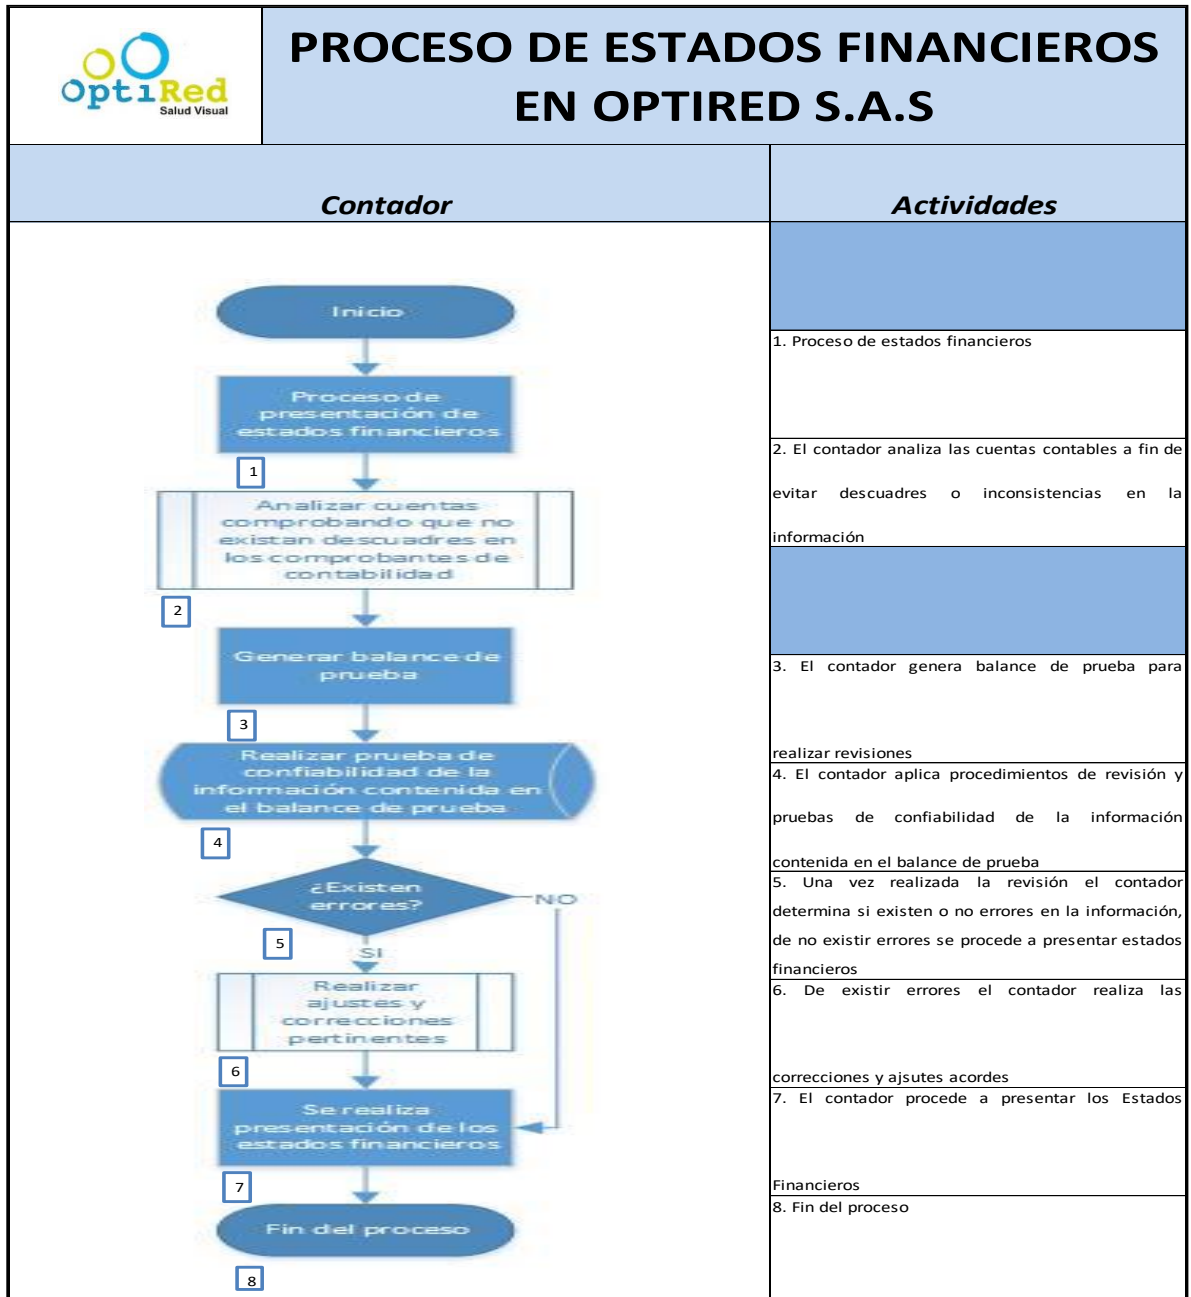 OptiRed
Salud Visual
PROCESO DE ESTADOS FINANCIEROS
EN OPTIRED S.A.S
Contador
Actividades
Inicio
Proceso de
presentación de
estados financieros
1
Analizar cuentas
comprobando que no
existan descuadres en
los comprobantes de
contabilidad
2
Generar balance de
prueba
3
Realizar prueba de
confiabilidad de la
información contenida en
el balance de prueba
4
¿Existen
errores?
NO
5
SI
Realizar
ajustes y
correcciones
pertinentes
6
Se realiza
presentación de los
estados financieros
7
Fin del proceso
8
1. Proceso de estados financieros
2. El contador analiza las cuentas contables a fin de
evitar descuadres o inconsistencias en la
información
3. El contador genera balance de prueba para
realizar revisiones
4. El contador aplica procedimientos de revisión y
pruebas de confiabilidad de la información
contenida en el balance de prueba
5. Una vez realizada la revisión el contador
determina si existen o no errores en la información,
de no existir errores se procede a presentar estados
financieros
6. De existir errores el contador realiza las
correcciones y ajsutes acordes
7. El contador procede a presentar los Estados
Financieros
8. Fin del proceso